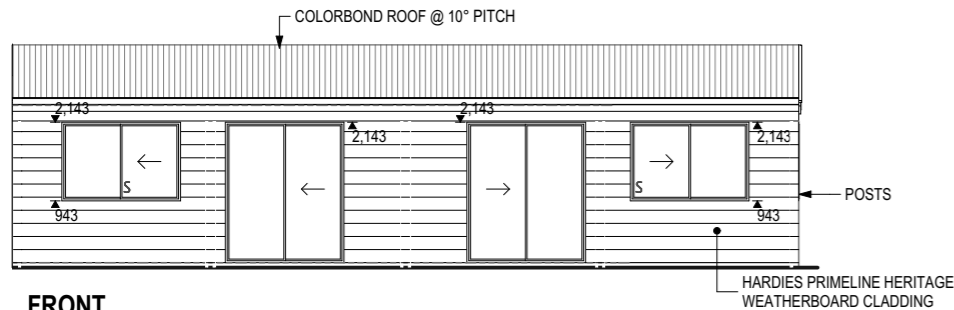 COLORBOND ROOF @ 10° PITCH
2,143
2,143
2,143
2,143
S
S
943
943
POSTS
HARDIES PRIMELINE HERITAGE
WEATHERBOARD CLADDING
FRONT